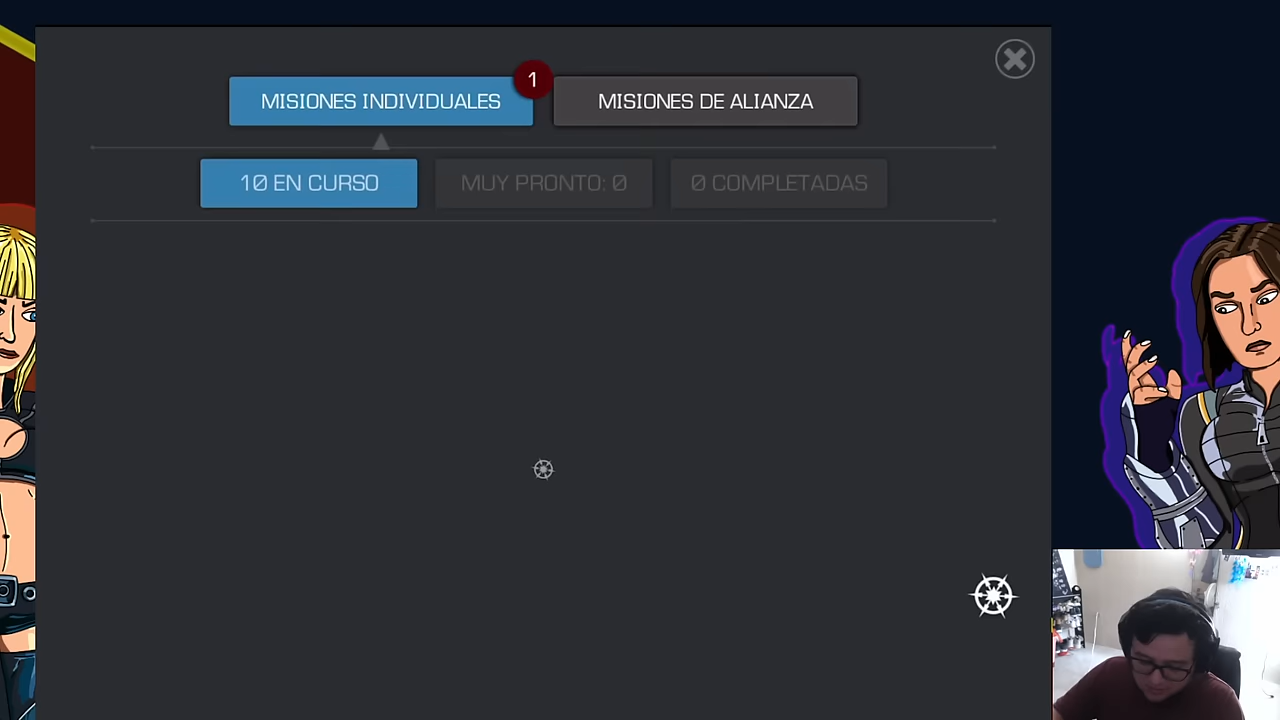 1
MISIONES INDIVIDUALES
MISIONES DE ALIANZA
10 EN CURSO
MUY PRONTO: 0
0 COMPLETADAS